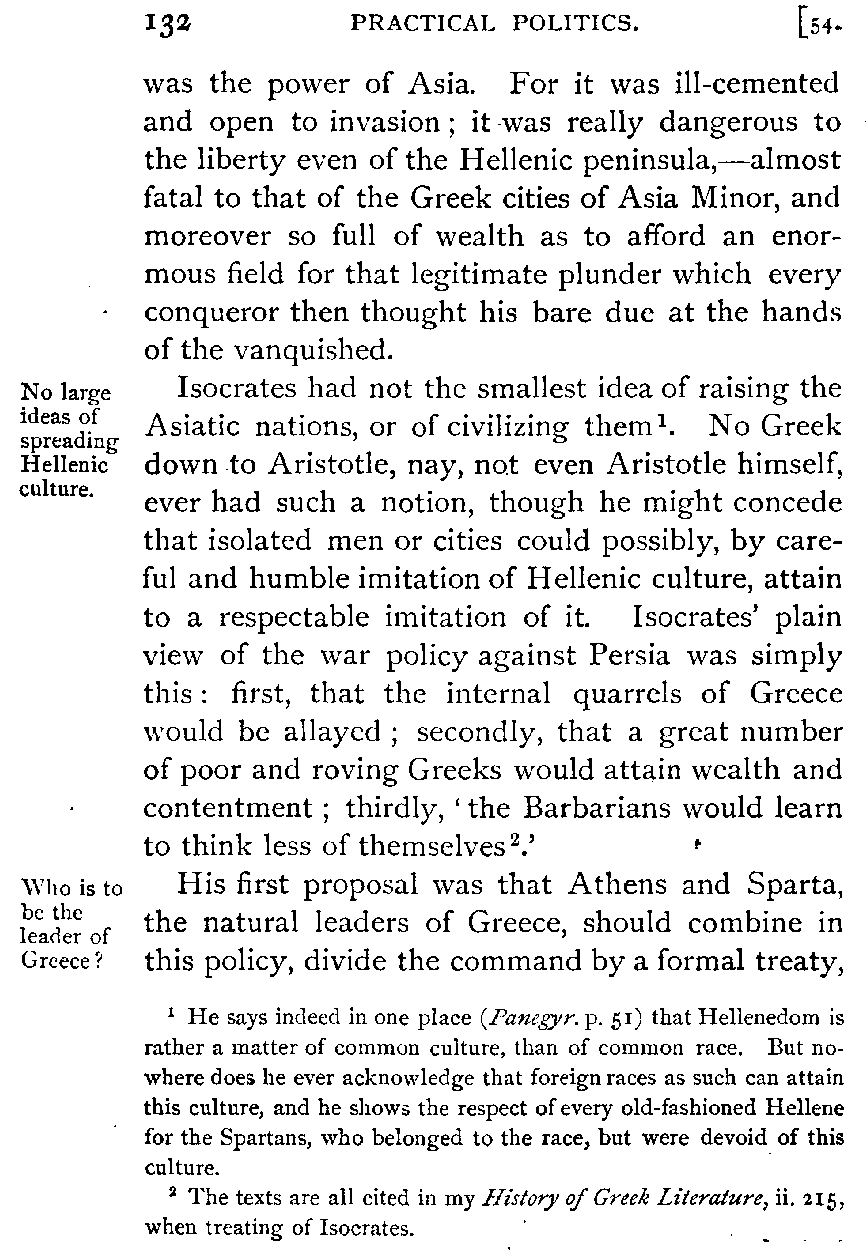 132 PRACTICAL POLITICS. [54.
was the power of Asia. For it was ill-cemented
and open to invasion ; it was really dangerous to
the liberty even of the Hellenic peninsula,—almost
fatal to that of the Greek cities of Asia Minor, and
moreover so full of wealth as to afford an enor-
mous field for that legitimate plunder which every
conqueror then thought his bare due at the hands
of the vanquished.
No large
ideas of
spreading
Hellenic
culture.
Isocrates had not the smallest idea of raising the
Asiatic nations, or of civilizing them¹. No Greek
down to Aristotle, nay, not even Aristotle himself,
ever had such a notion, though he might concede
that isolated men or cities could possibly, by care-
ful and humble imitation of Hellenic culture, attain
to a respectable imitation of it. Isocrates' plain
view of the war policy against Persia was simply
this : first, that the internal quarrels of Greece
would be allayed ; secondly, that a great number
of poor and roving Greeks would attain wealth and
contentment ; thirdly, ‘ the Barbarians would learn
to think less of themselves².’
Who is to
be the
leader of
Greece ?
His first proposal was that Athens and Sparta,
the natural leaders of Greece, should combine in
this policy, divide the command by a formal treaty,
¹ He says indeed in one place (Panegyr. p. 51) that Hellenedom is
rather a matter of common culture, than of common race. But no-
where does he ever acknowledge that foreign races as such can attain
this culture, and he shows the respect of every old-fashioned Hellene
for the Spartans, who belonged to the race, but were devoid of this
culture.
² The texts are all cited in my History of Greek Literature, ii. 215,
when treating of Isocrates.